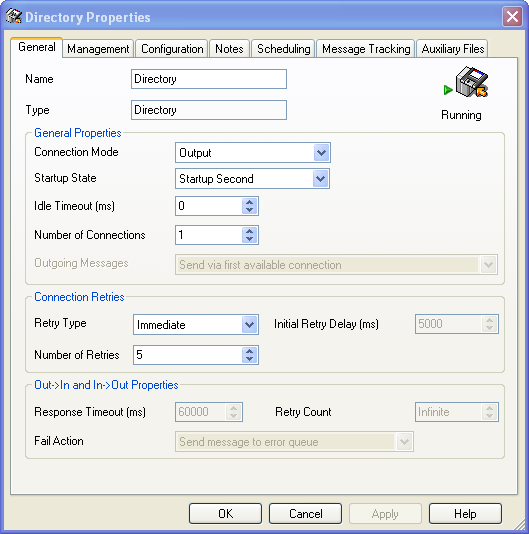 Directory Properties
General Management Configuration Notes Scheduling Message Tracking Auxiliary Files
Name Directory
Type Directory
Running
General Properties
Connection Mode Output
Startup State Startup Second
Idle Timeout (ms) 0
Number of Connections 1
Outgoing Messages Send via first available connection
Connection Retries
Retry Type Immediate Initial Retry Delay (ms) 5000
Number of Retries 5
Out->In and In->Out Properties
Response Timeout (ms) 60000 Retry Count Infinite
Fail Action Send message to error queue
OK Cancel Apply Help